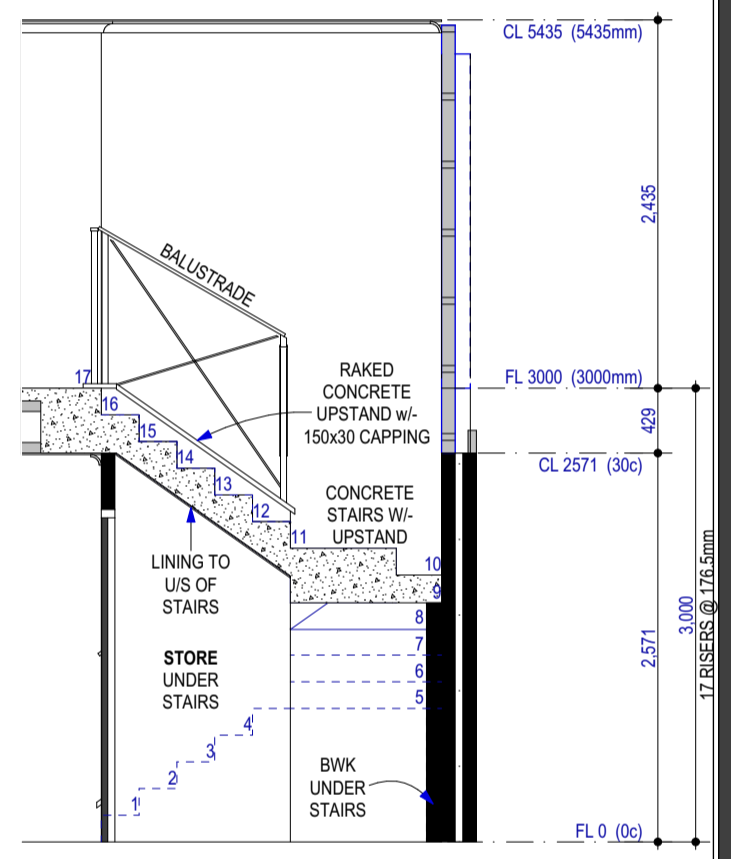 CL 5435 (5435mm)
2,435
BALUSTRADE
17
FL 3000 (3000mm)
RAKED
CONCRETE
UPSTAND w/-
150x30 CAPPING
16
15
14
13
12
11
10
9
429
CL 2571 (30c)
CONCRETE
STAIRS W/-
UPSTAND
LINING TO
U/S OF
STAIRS
8
7
6
5
4
3
2
1
STORE
UNDER
STAIRS
2,571
3,000
17 RISERS @ 176.5mm
BWK
UNDER
STAIRS
FL 0 (0c)